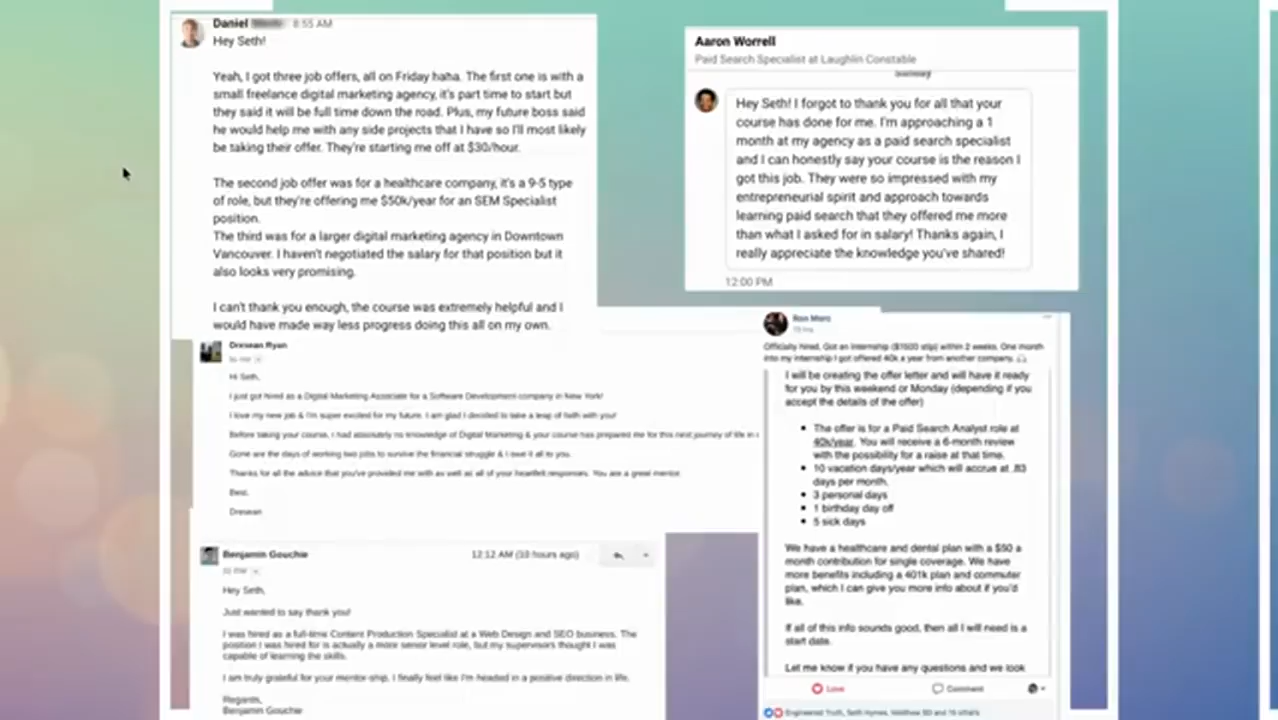 Daniel
8:55 AM
Hey Seth!
Yeah, I got three job offers, all on Friday haha. The first one is with a
small freelance digital marketing agency, it's part time to start but
they said it will be full time down the road. Plus, my future boss said
he would help me with any side projects that I have so I'll most likely
be taking their offer. They're starting me off at $30/hour.
The second job offer was for a healthcare company, it's a 9-5 type
of role, but they're offering me $50k/year for an SEM Specialist
position.
The third was for a larger digital marketing agency in Downtown
Vancouver. I haven't negotiated the salary for that position but it
also looks very promising.
I can't thank you enough, the course was extremely helpful and I
would have made way less progress doing this all on my own.
Aaron Worrell
Paid Search Specialist at Laughlin Constable
Sunday
Hey Seth! I forgot to thank you for all that your
course has done for me. I'm approaching a 1
month at my agency as a paid search specialist
and I can honestly say your course is the reason I
got this job. They were so impressed with my
entrepreneurial spirit and approach towards
learning paid search that they offered me more
than what I asked for in salary! Thanks again, I
really appreciate the knowledge you've shared!
12:00 PM
Dresean Ryan
Hi Seth,
I just got hired as a Digital Marketing Associate for a Software Development company in New York!
I love my new job & I'm super excited for my future. I am glad I decided to take a leap of faith with you!
Before taking your course, I had absolutely no knowledge of Digital Marketing & your course has prepared me for this next journey of life in
Gone are the days of working two jobs to survive the financial struggle & I owe it all to you.
Thanks for all the advice that you've provided me with as well as all of your heartfelt responses. You are a great mentor.
Best,
Dresean
Benjamin Gouchie
12:12 AM (10 hours ago)
Hey Seth,
Just wanted to say thank you!
I was hired as a full-time Content Production Specialist at a Web Design and SEO business. The
position I was hired for is actually a more senior level role, but my supervisors thought I was
capable of learning the skills.
I am truly grateful for your mentor-ship. I finally feel like I'm headed in a positive direction in life.
Regards,
Benjamin Gouchie
Ron Marc
Officially hired, Got an internship ($1500 stip) within 2 weeks. One month
into my internship I got offered 40k a year from another company.
I will be creating the offer letter and will have it ready
for you by this weekend or Monday (depending if you
accept the details of the offer)
• The offer is for a Paid Search Analyst role at
40k/year. You will receive a 6-month review
with the possibility for a raise at that time.
• 10 vacation days/year which will accrue at .83
days per month.
• 3 personal days
• 1 birthday day off
• 5 sick days
We have a healthcare and dental plan with a $50 a
month contribution for single coverage. We have
more benefits including a 401k plan and commuter
plan, which I can give you more info about if you'd
like.
If all of this info sounds good, then all I will need is a
start date.
Let me know if you have any questions and we look
Love
Comment
Engineered Truth, Seth Hymes, Matthew SD and 15 others